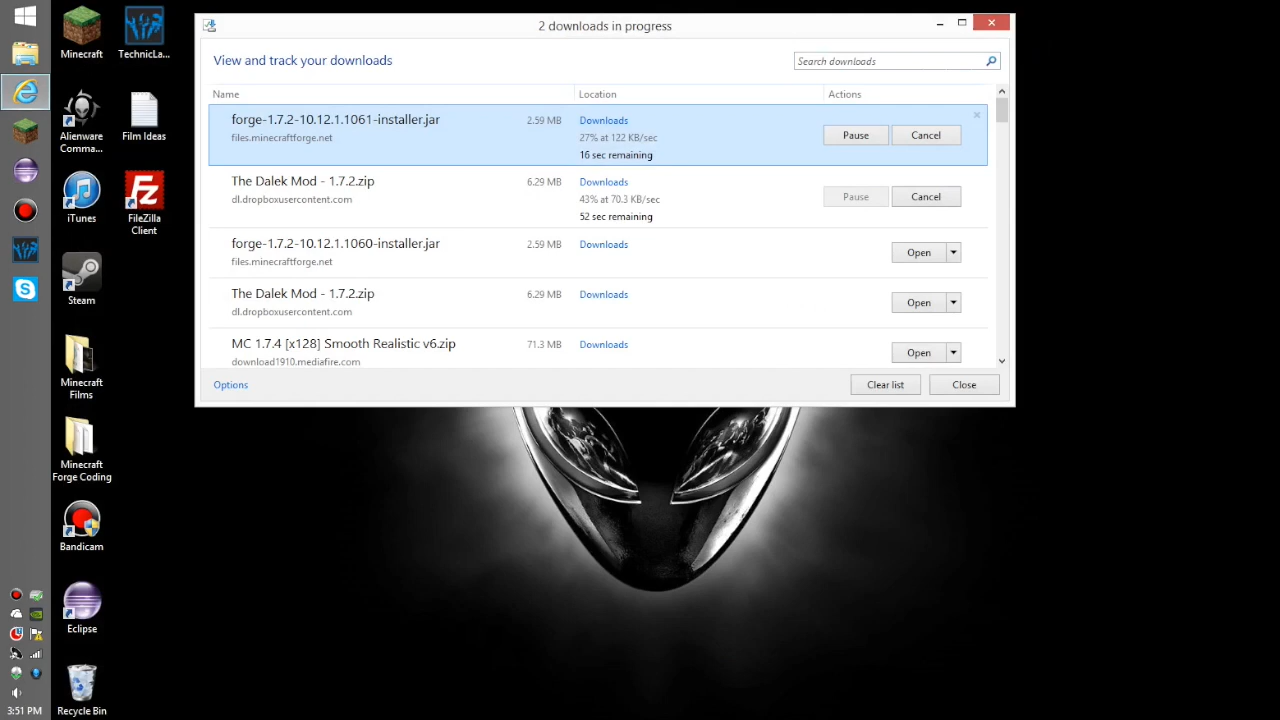 2 downloads in progress
View and track your downloads
Search downloads
Name Location Actions
forge-1.7.2-10.12.1.1061-installer.jar 2.59 MB Downloads
files.minecraftforge.net 27% at 122 KB/sec Pause Cancel
16 sec remaining
The Dalek Mod - 1.7.2.zip 6.29 MB Downloads
dl.dropboxusercontent.com 43% at 70.3 KB/sec Pause Cancel
52 sec remaining
forge-1.7.2-10.12.1.1060-installer.jar 2.59 MB Downloads Open
files.minecraftforge.net
The Dalek Mod - 1.7.2.zip 6.29 MB Downloads Open
dl.dropboxusercontent.com
MC 1.7.4 [x128] Smooth Realistic v6.zip 71.3 MB Downloads Open
download1910.mediafire.com
Options Clear list Close
Minecraft
TechnicLa...
Alienware
Comma...
Film Ideas
iTunes
FileZilla
Client
Steam
Minecraft
Films
Minecraft
Forge Coding
Bandicam
Eclipse
Recycle Bin
3:51 PM